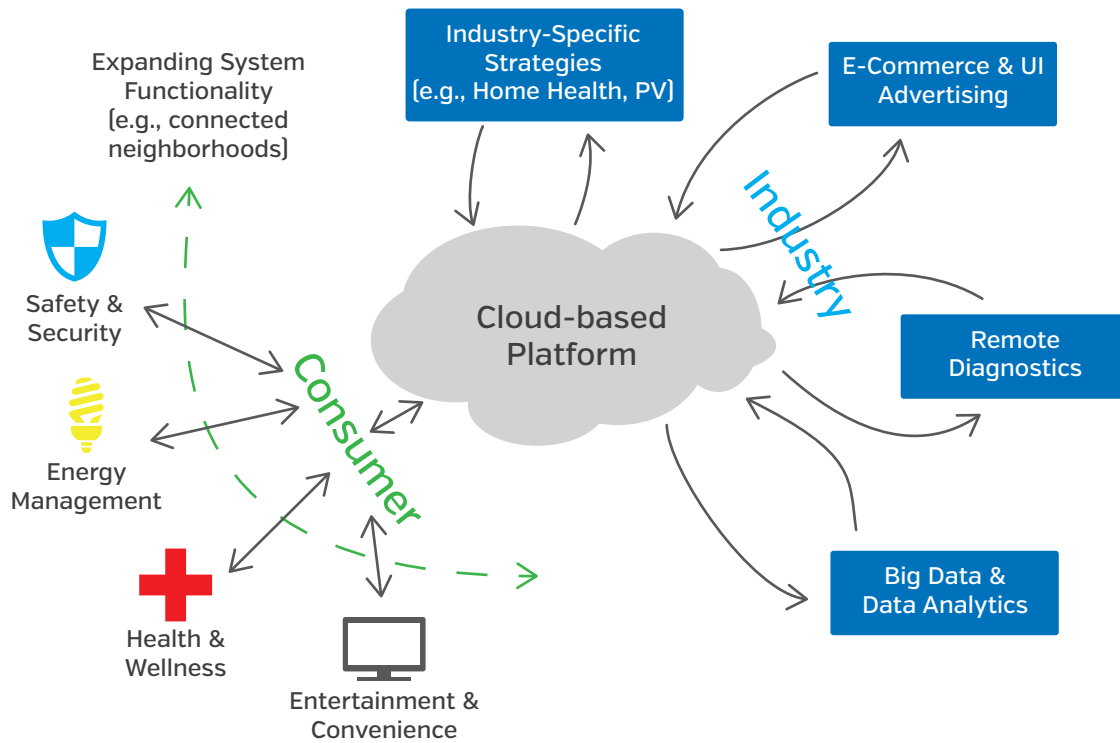 Expanding System
Functionality
(e.g., connected
neighborhoods)
Industry-Specific
Strategies
(e.g., Home Health, PV)
E-Commerce & UI
Advertising
Industry
Safety &
Security
Cloud-based
Platform
Remote
Diagnostics
Consumer
Energy
Management
Big Data &
Data Analytics
Health &
Wellness
Entertainment &
Convenience